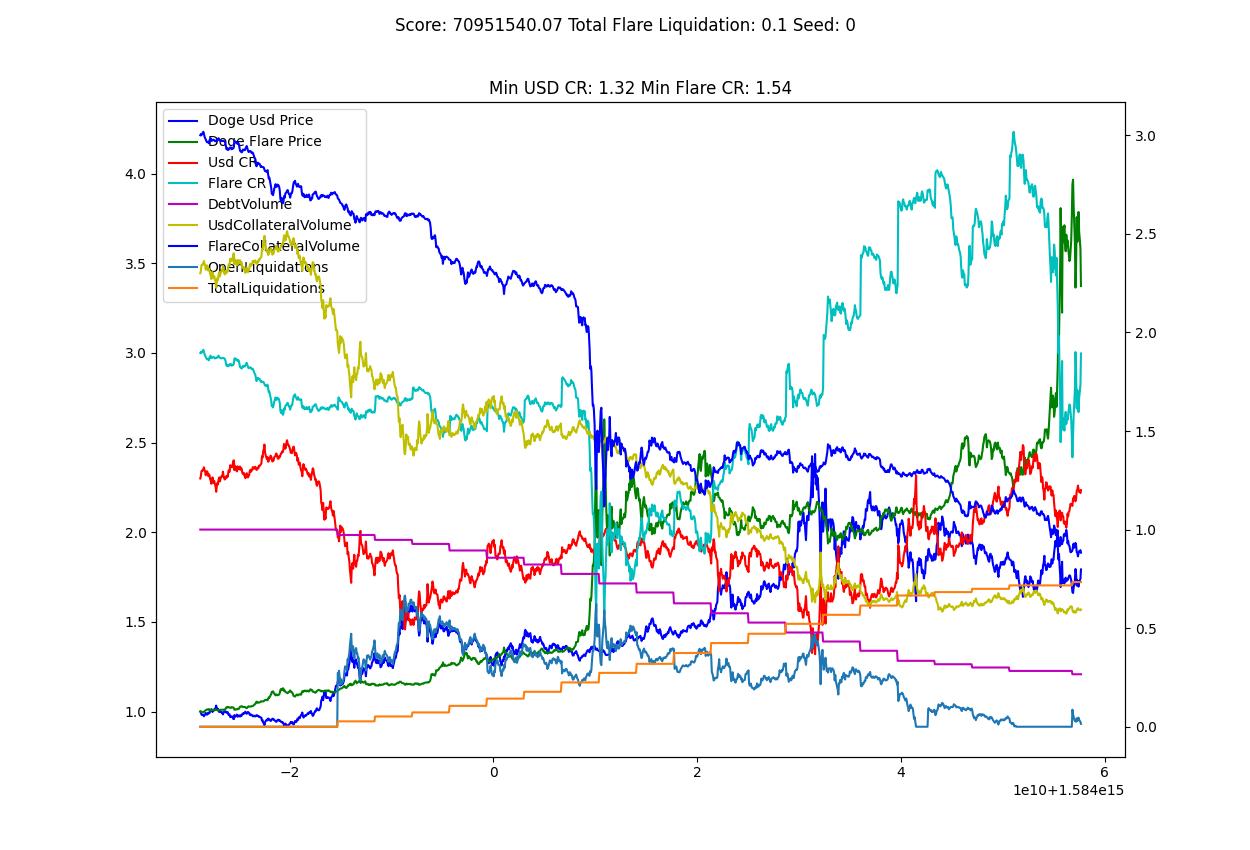 Score: 70951540.07 Total Flare Liquidation: 0.1 Seed: 0
Min USD CR: 1.32 Min Flare CR: 1.54
Doge Usd Price
Doge Flare Price
Usd CR
Flare CR
DebtVolume
UsdCollateralVolume
FlareCollateralVolume
OpenLiquidations
TotalLiquidations
4.0
3.5
3.0
2.5
2.0
1.5
1.0
3.0
2.5
2.0
1.5
1.0
0.5
0.0
−2
0
2
4
6
1e10+1.584e15